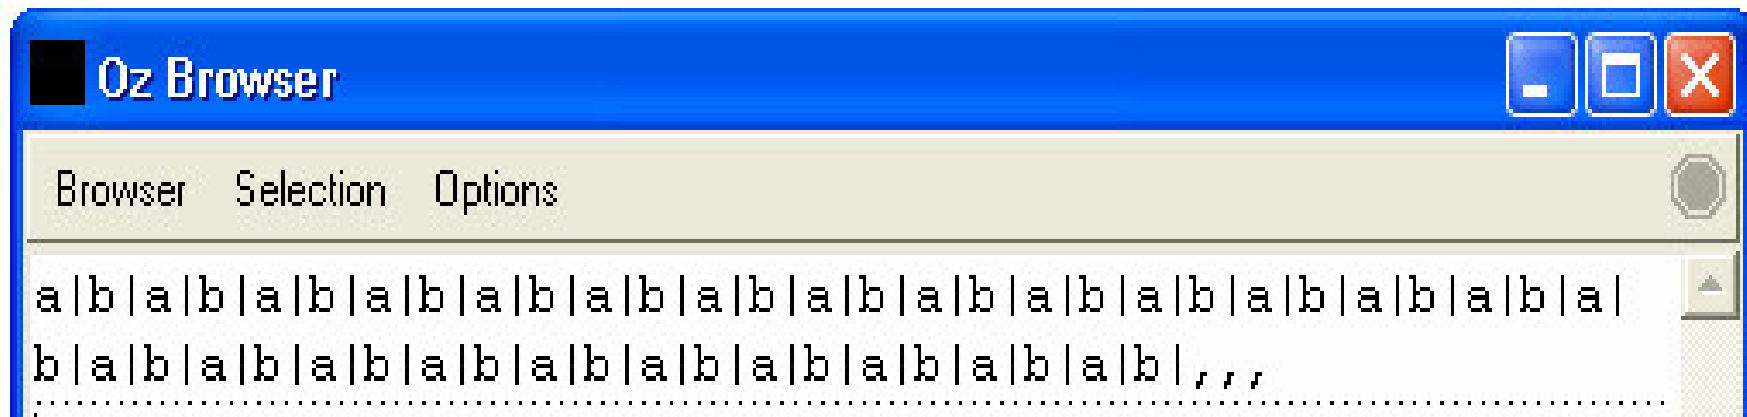 Oz Browser
Browser Selection Options
a|b|a|b|a|b|a|b|a|b|a|b|a|b|a|b|a|b|a|b|a|b|a|b|a|b|a|b|a|
b|a|b|a|b|a|b|a|b|a|b|a|b|a|b|a|b|a|b|a|b|,,,